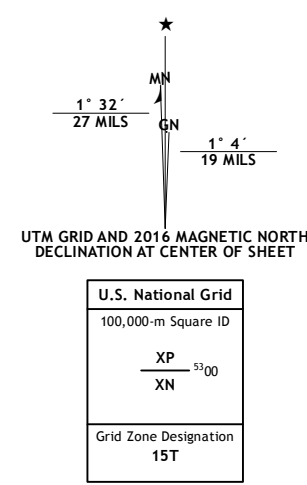 ★
MN
1° 32´
27 MILS
GN
1° 4´
19 MILS
UTM GRID AND 2016 MAGNETIC NORTH
DECLINATION AT CENTER OF SHEET
U.S. National Grid
100,000-m Square ID
XP
5300
XN
Grid Zone Designation
15T